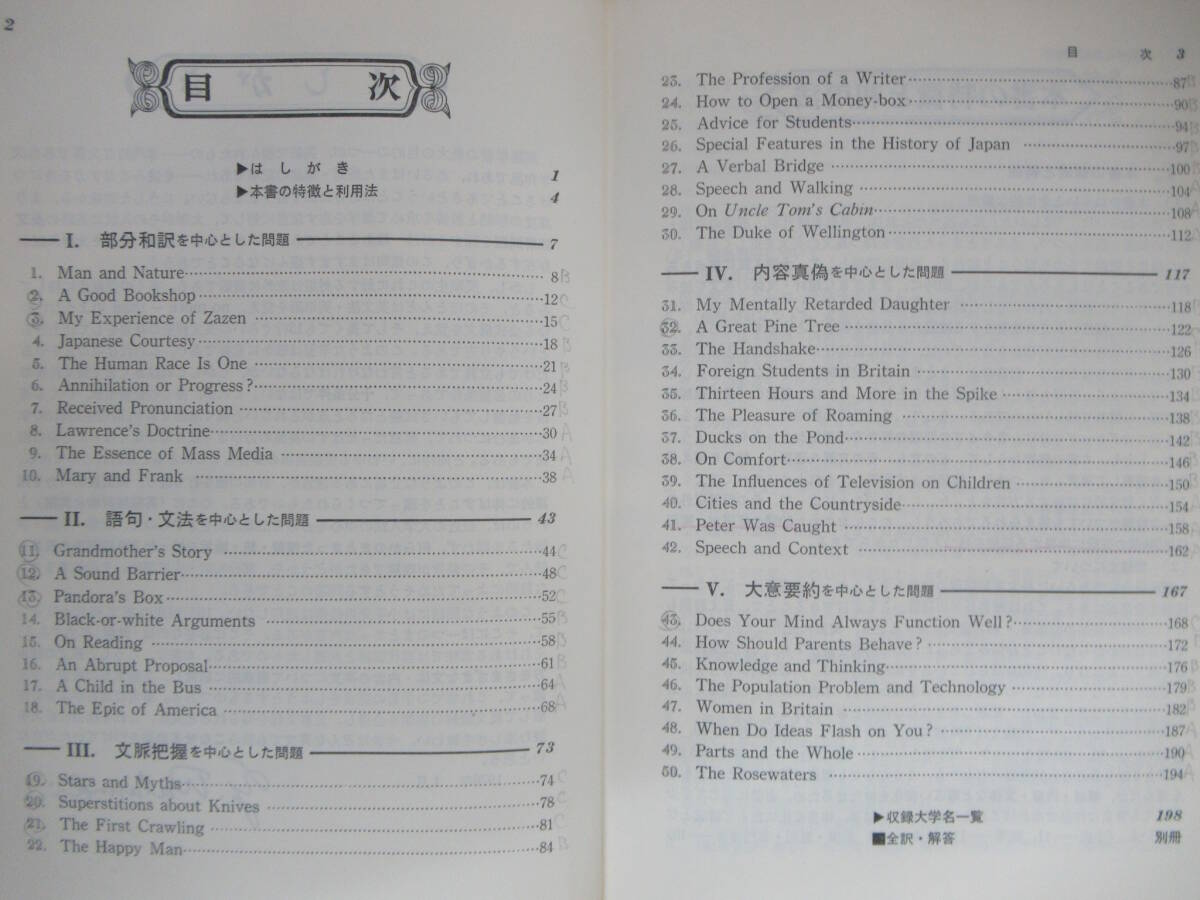 2
目 次
▶はしがき 1
▶本書の特徴と利用法 4
I. 部分和訳を中心とした問題 7
1. Man and Nature 8 B
2. A Good Bookshop 12 C
3. My Experience of Zazen 15 C
4. Japanese Courtesy 18 B
5. The Human Race Is One 21 B
6. Annihilation or Progress? 24 B
7. Received Pronunciation 27 B
8. Lawrence's Doctrine 30 A
9. The Essence of Mass Media 34 A
10. Mary and Frank 38 A
II. 語句・文法を中心とした問題 43
11. Grandmother's Story 44 C
12. A Sound Barrier 48 C
13. Pandora's Box 52 C
14. Black-or-white Arguments 55 B
15. On Reading 58 B
16. An Abrupt Proposal 61 B
17. A Child in the Bus 64 A
18. The Epic of America 68 A
III. 文脈把握を中心とした問題 73
19. Stars and Myths 74 C
20. Superstitions about Knives 78 C
21. The First Crawling 81 C
22. The Happy Man 84 B
目 次 3
23. The Profession of a Writer 87
24. How to Open a Money-box 90
25. Advice for Students 94
26. Special Features in the History of Japan 97
27. A Verbal Bridge 100
28. Speech and Walking 104
29. On Uncle Tom's Cabin 108
30. The Duke of Wellington 112
IV. 内容真偽を中心とした問題 117
31. My Mentally Retarded Daughter 118
32. A Great Pine Tree 122
33. The Handshake 126
34. Foreign Students in Britain 130
35. Thirteen Hours and More in the Spike 134
36. The Pleasure of Roaming 138
37. Ducks on the Pond 142
38. On Comfort 146
39. The Influences of Television on Children 150
40. Cities and the Countryside 154
41. Peter Was Caught 158
42. Speech and Context 162
V. 大意要約を中心とした問題 167
43. Does Your Mind Always Function Well? 168
44. How Should Parents Behave? 172
45. Knowledge and Thinking 176
46. The Population Problem and Technology 179
47. Women in Britain 182
48. When Do Ideas Flash on You? 187
49. Parts and the Whole 190
50. The Rosewaters 194
▶収録大学名一覧 198
■全訳・解答 別冊